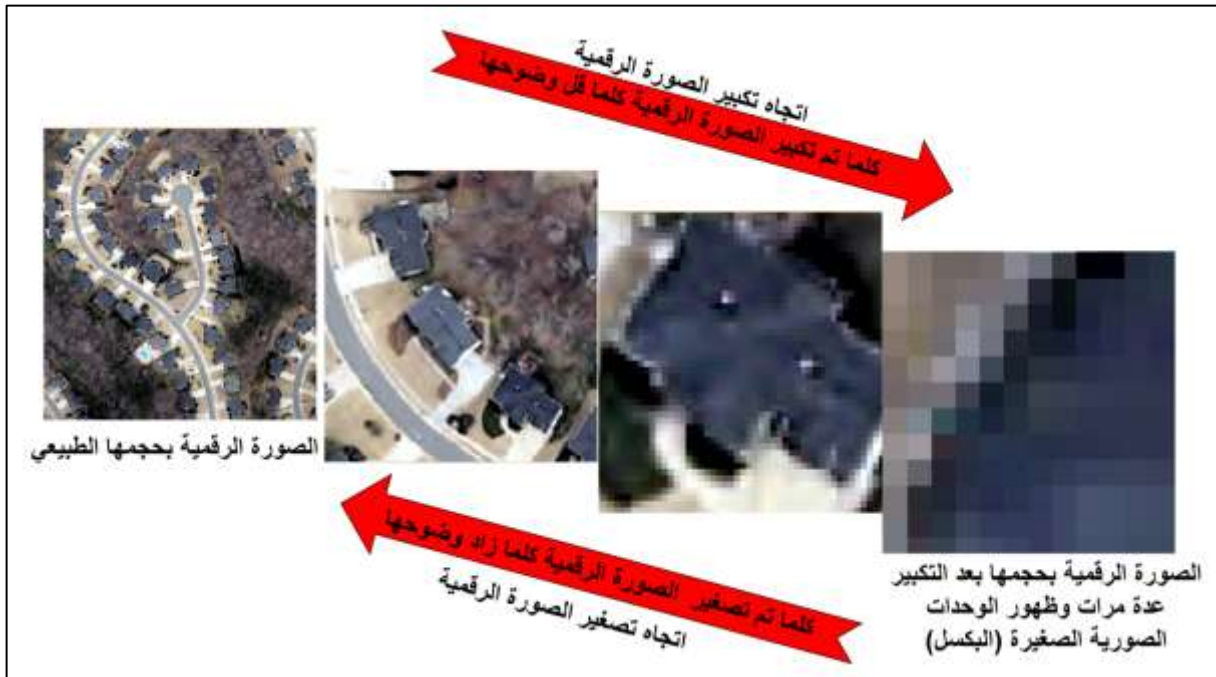 اتجاه تكبير الصورة الرقمية
كلما تم تكبير الصورة الرقمية كلما قل وضوحها
الصورة الرقمية بحجمها الطبيعي
كلما تم تصغير الصورة الرقمية كلما زاد وضوحها
اتجاه تصغير الصورة الرقمية
الصورة الرقمية بحجمها بعد التكبير
عدة مرات وظهور الوحدات
الصورية الصغيرة (البكسل)